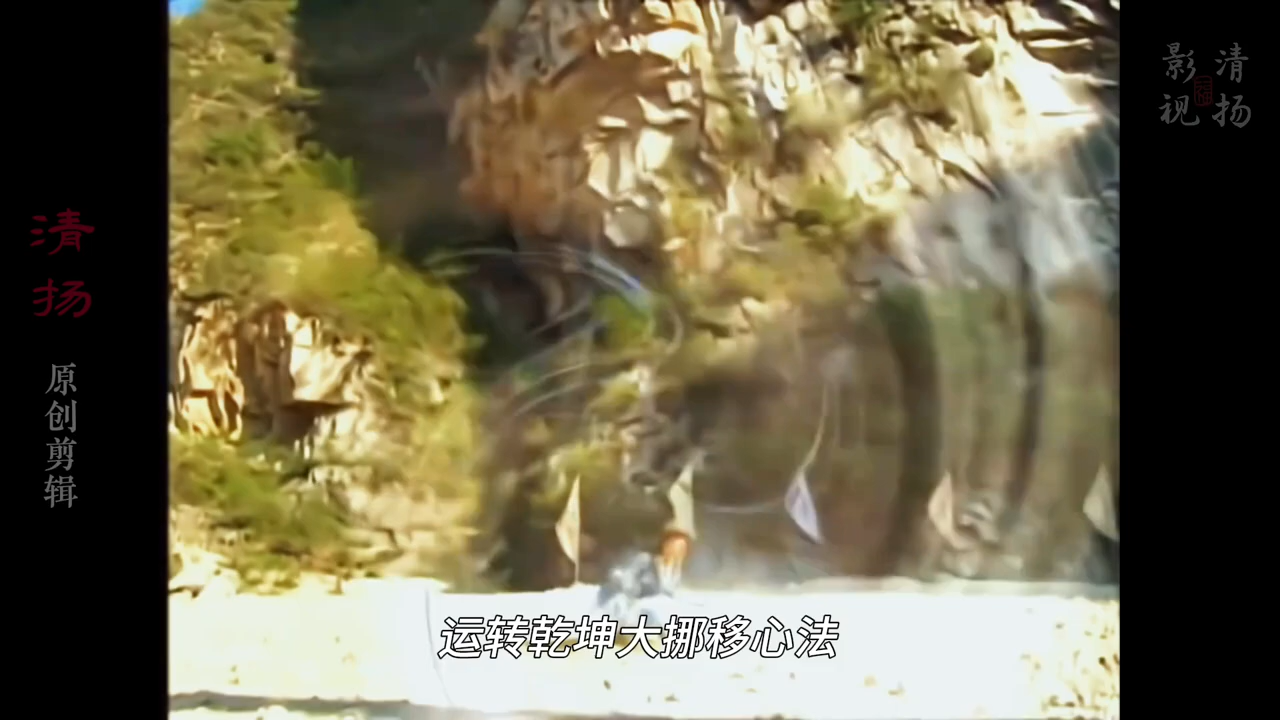 清扬
影视
清扬
原创剪辑
运转乾坤大挪移心法